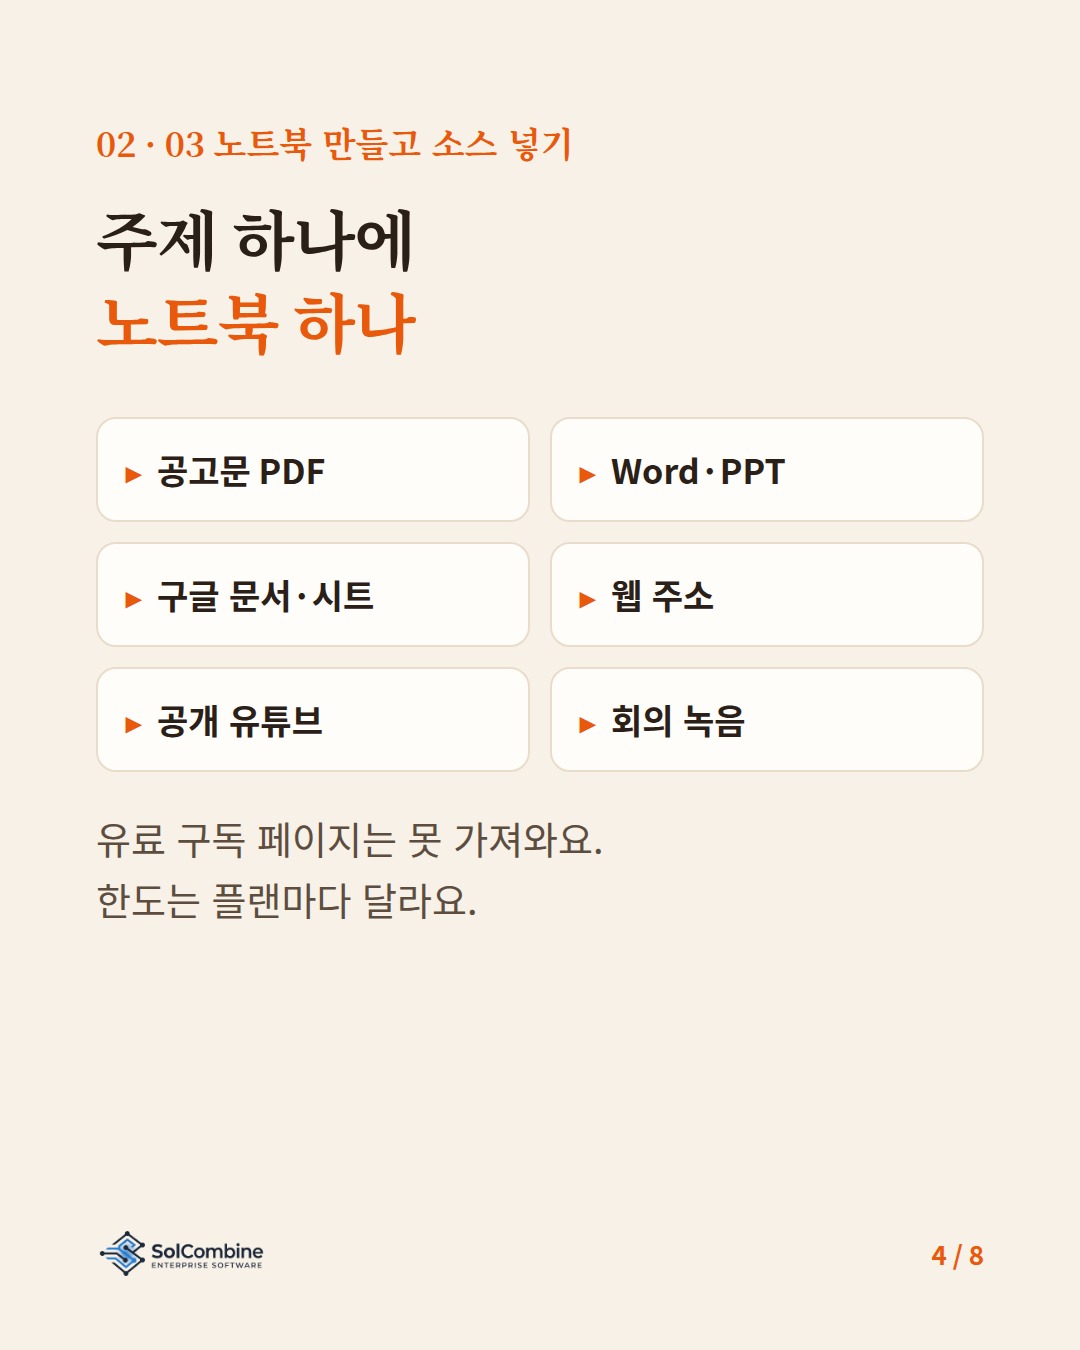 02 · 03 노트북 만들고 소스 넣기
주제 하나에
노트북 하나
▶ 공고문 PDF
▶ Word·PPT
▶ 구글 문서·시트
▶ 웹 주소
▶ 공개 유튜브
▶ 회의 녹음
유료 구독 페이지는 못 가져와요.
한도는 플랜마다 달라요.
SolCombine
ENTERPRISE SOFTWARE
4 / 8